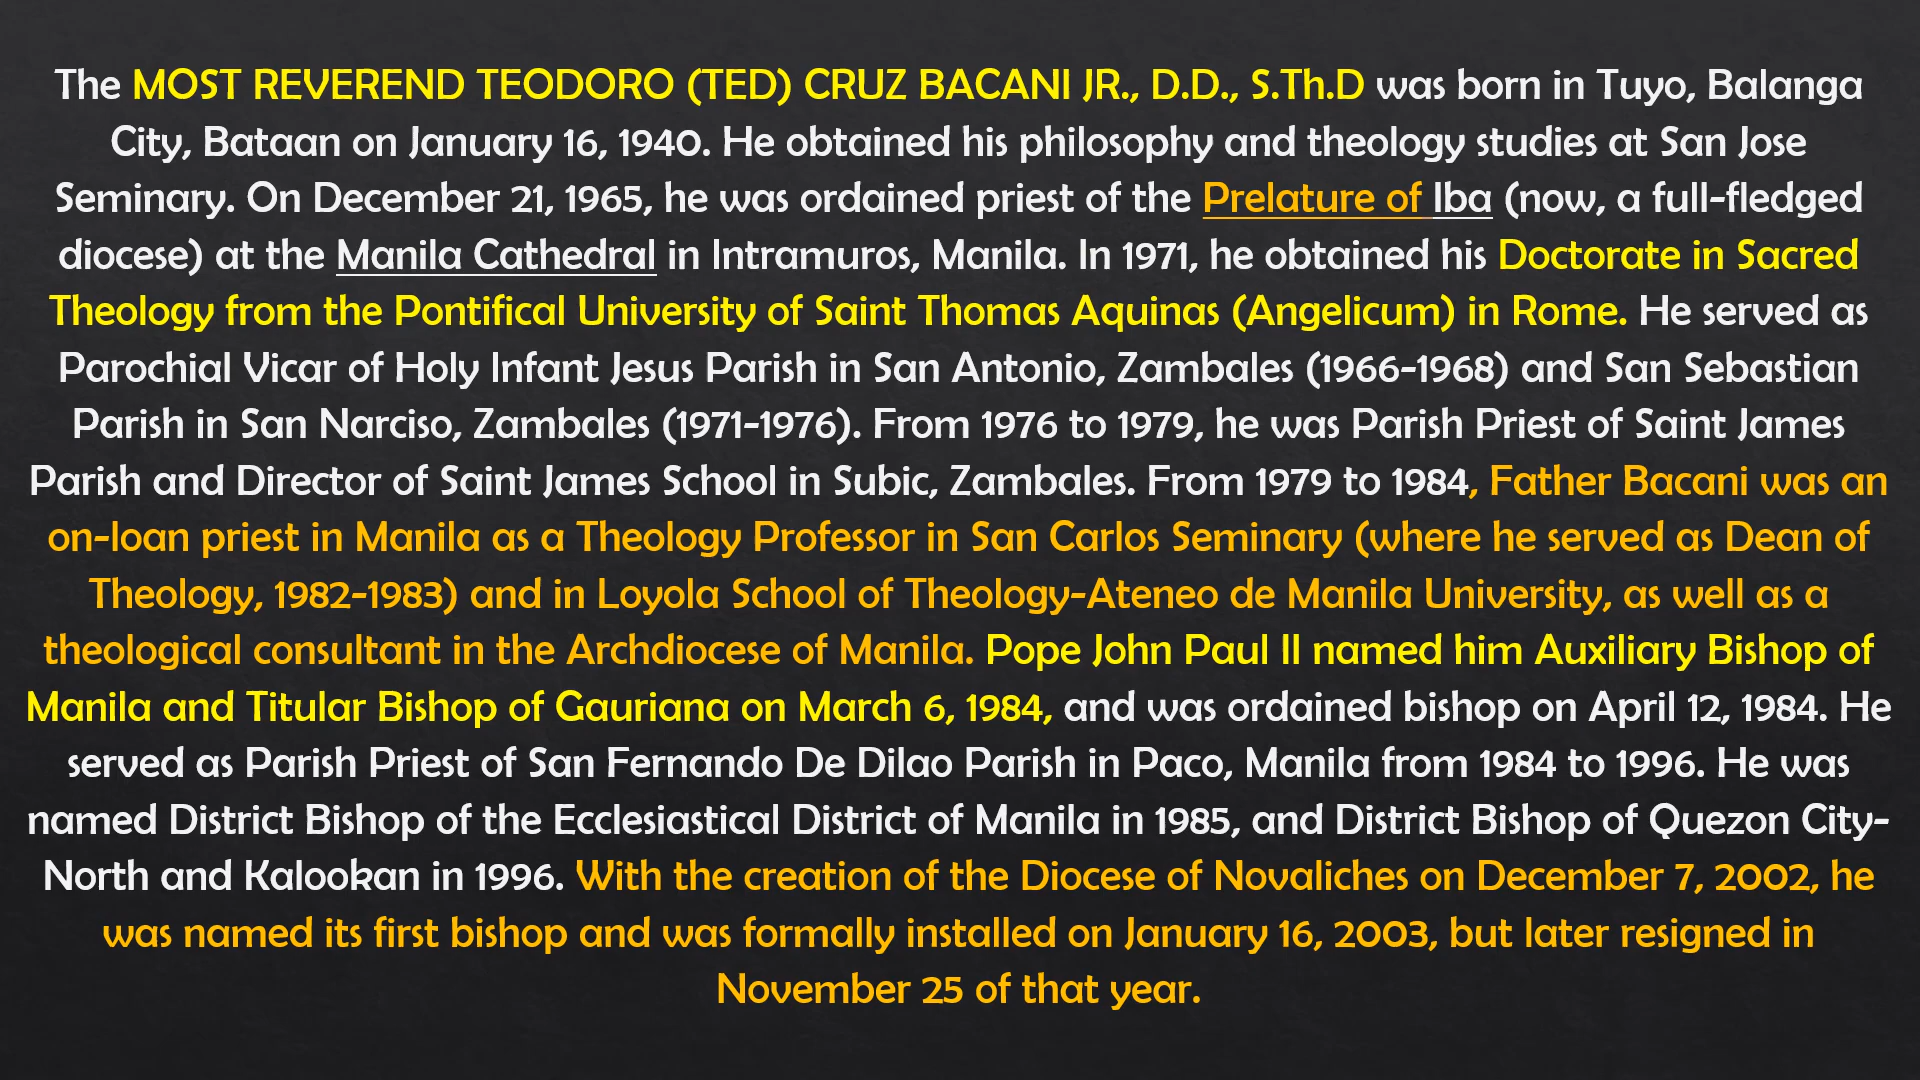 The MOST REVEREND TEODORO (TED) CRUZ BACANI JR., D.D., S.Th.D was born in Tuyo, Balanga
City, Bataan on January 16, 1940. He obtained his philosophy and theology studies at San Jose
Seminary. On December 21, 1965, he was ordained priest of the Prelature of Iba (now, a full-fledged
diocese) at the Manila Cathedral in Intramuros, Manila. In 1971, he obtained his Doctorate in Sacred
Theology from the Pontifical University of Saint Thomas Aquinas (Angelicum) in Rome. He served as
Parochial Vicar of Holy Infant Jesus Parish in San Antonio, Zambales (1966-1968) and San Sebastian
Parish in San Narciso, Zambales (1971-1976). From 1976 to 1979, he was Parish Priest of Saint James
Parish and Director of Saint James School in Subic, Zambales. From 1979 to 1984, Father Bacani was an
on-loan priest in Manila as a Theology Professor in San Carlos Seminary (where he served as Dean of
Theology, 1982-1983) and in Loyola School of Theology-Ateneo de Manila University, as well as a
theological consultant in the Archdiocese of Manila. Pope John Paul II named him Auxiliary Bishop of
Manila and Titular Bishop of Gauriana on March 6, 1984, and was ordained bishop on April 12, 1984. He
served as Parish Priest of San Fernando De Dilao Parish in Paco, Manila from 1984 to 1996. He was
named District Bishop of the Ecclesiastical District of Manila in 1985, and District Bishop of Quezon City-
North and Kalookan in 1996. With the creation of the Diocese of Novaliches on December 7, 2002, he
was named its first bishop and was formally installed on January 16, 2003, but later resigned in
November 25 of that year.